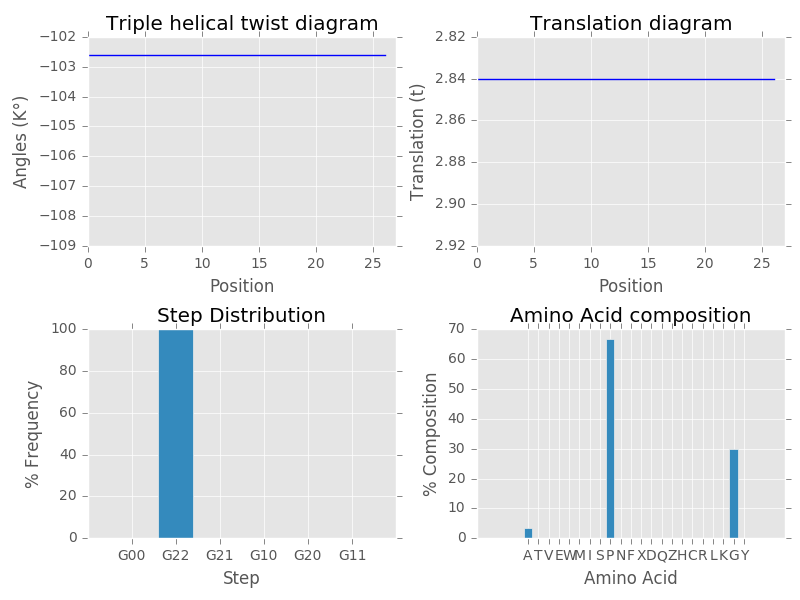 Triple helical twist diagram
−102
−103
−104
−105
−106
−107
−108
−109
Angles (K°)
0 5 10 15 20 25
Position
Translation diagram
2.82
2.84
2.86
2.88
2.90
2.92
Translation (t)
0 5 10 15 20 25
Position
Step Distribution
100
80
60
40
20
0
% Frequency
G00 G22 G21 G10 G20 G11
Step
Amino Acid composition
70
60
50
40
30
20
10
0
% Composition
A T V E W M I S P N F X D Q Z H C R L K G Y
Amino Acid